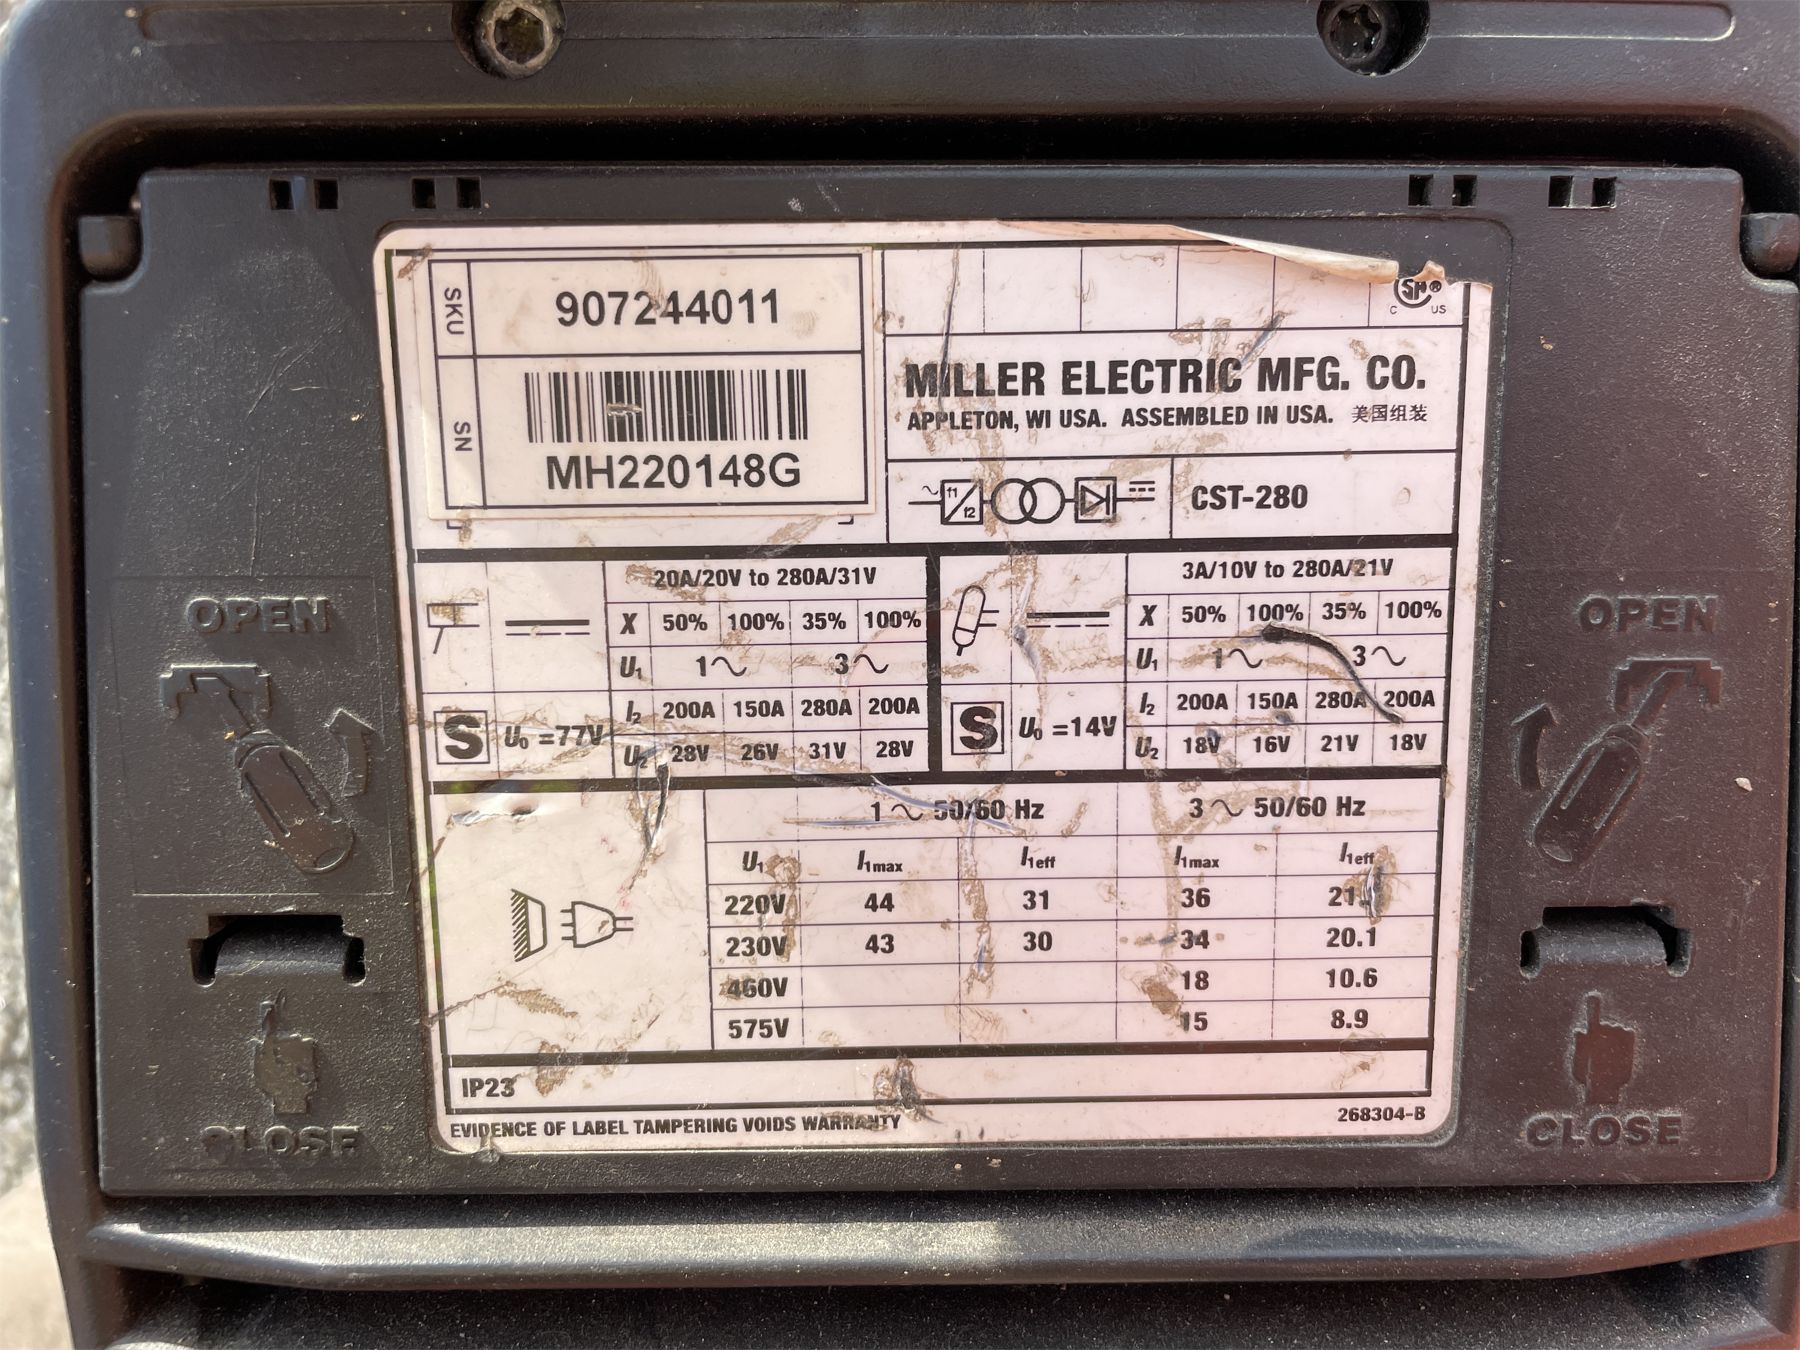 SKU 907244011
SN
MH220148G
SA®
C US
MILLER ELECTRIC MFG. CO.
APPLETON, WI USA. ASSEMBLED IN USA. 美国组装
f1
f2
CST-280
20A/20V to 280A/31V
X 50% 100% 35% 100%
U1 1~ 3~
I2 200A 150A 280A 200A
S U0 =77V
U2 28V 26V 31V 28V
3A/10V to 280A/21V
X 50% 100% 35% 100%
U1 1~ 3~
I2 200A 150A 280A 200A
S U0 =14V
U2 18V 16V 21V 18V
1~ 50/60 Hz 3~ 50/60 Hz
U1 I1max I1eff I1max I1eff
220V 44 31 36
230V 43 30 34 20.1
460V 18 10.6
575V 15 8.9
IP23
EVIDENCE OF LABEL TAMPERING VOIDS WARRANTY
268304-B
OPEN
CLOSE
OPEN
CLOSE